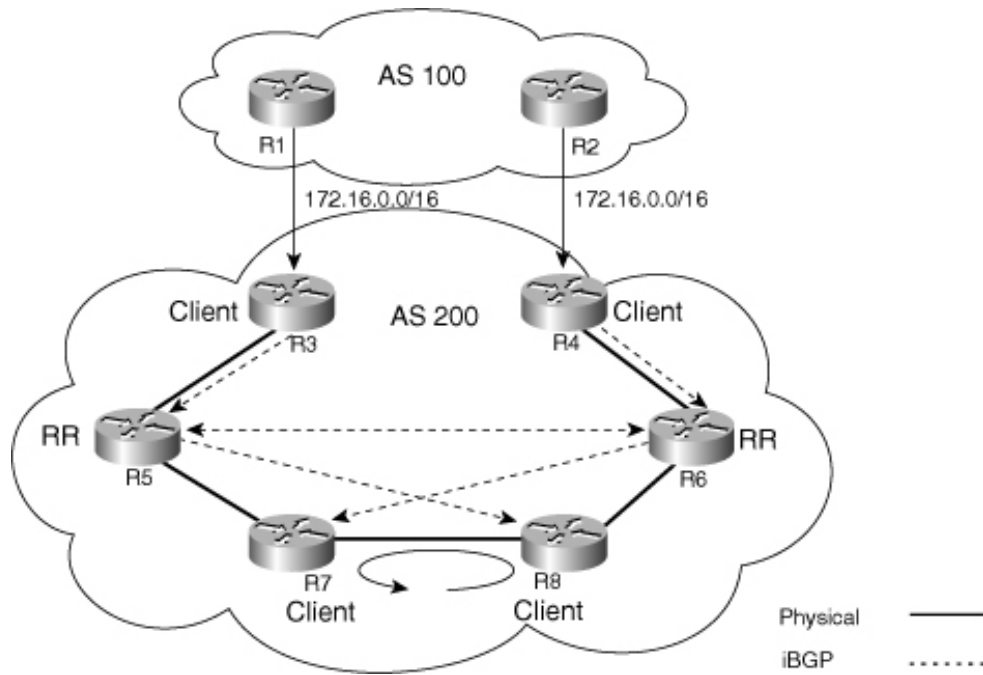 AS 100
R1
R2
172.16.0.0/16
172.16.0.0/16
Client
R3
AS 200
Client
R4
RR
R5
RR
R6
R7
Client
R8
Client
Physical
iBGP